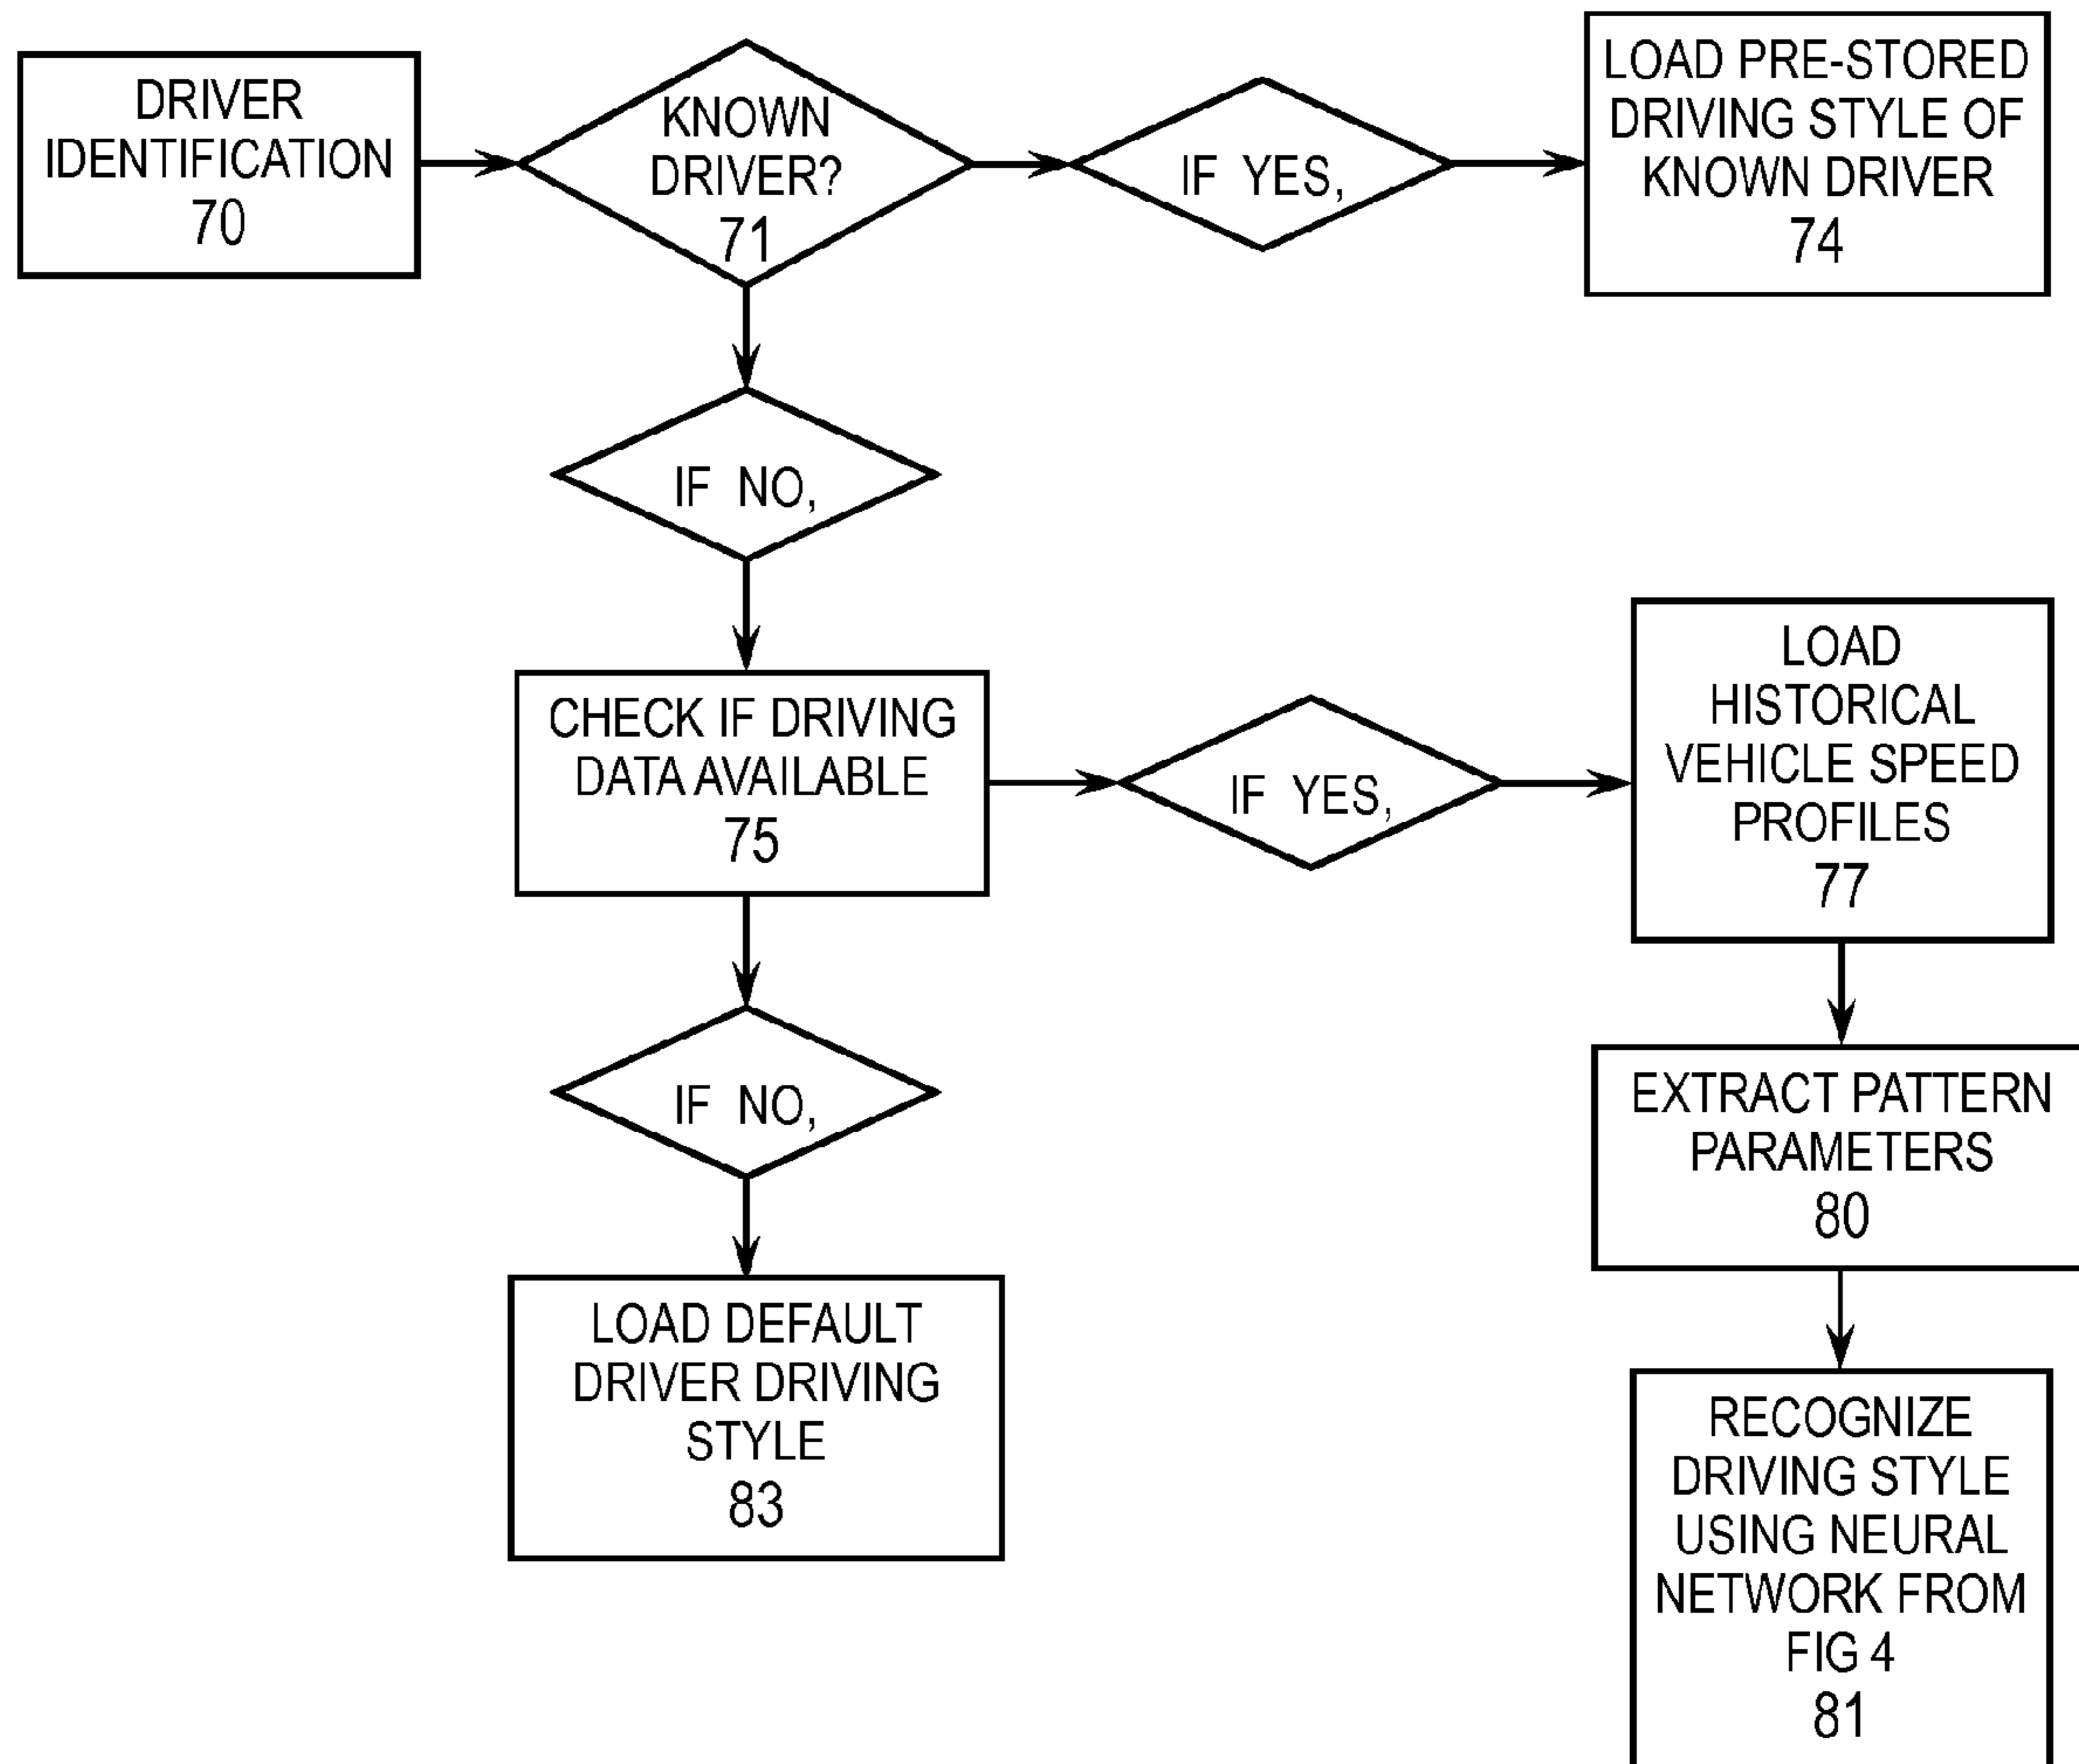 DRIVER
IDENTIFICATION
70
KNOWN
DRIVER?
71
IF YES,
LOAD PRE-STORED
DRIVING STYLE OF
KNOWN DRIVER
74
IF NO,
CHECK IF DRIVING
DATA AVAILABLE
75
IF YES,
LOAD
HISTORICAL
VEHICLE SPEED
PROFILES
77
IF NO,
EXTRACT PATTERN
PARAMETERS
80
LOAD DEFAULT
DRIVER DRIVING
STYLE
83
RECOGNIZE
DRIVING STYLE
USING NEURAL
NETWORK FROM
FIG 4
81